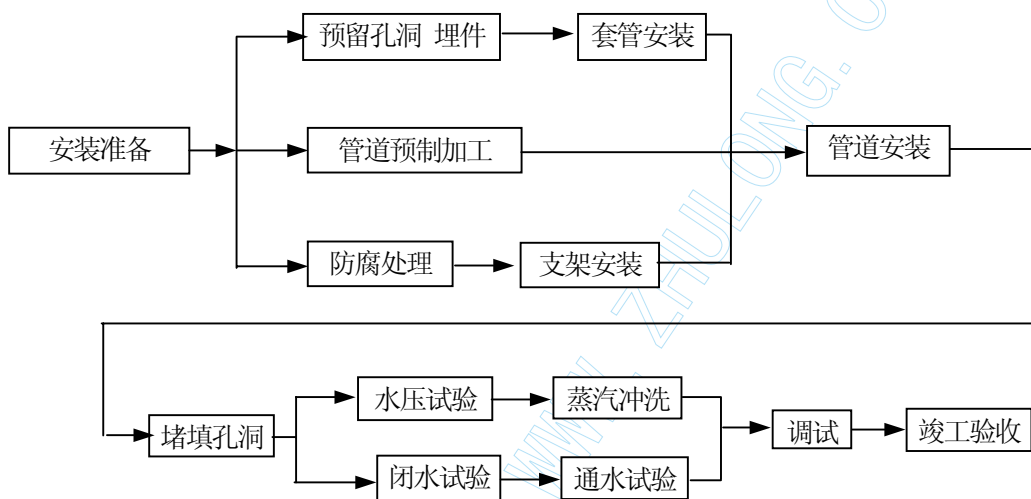 预留孔洞 埋件
套管安装
安装准备
管道预制加工
管道安装
防腐处理
支架安装
水压试验
蒸汽冲洗
堵填孔洞
调试
竣工验收
闭水试验
通水试验
WWW. ZHULONG. C